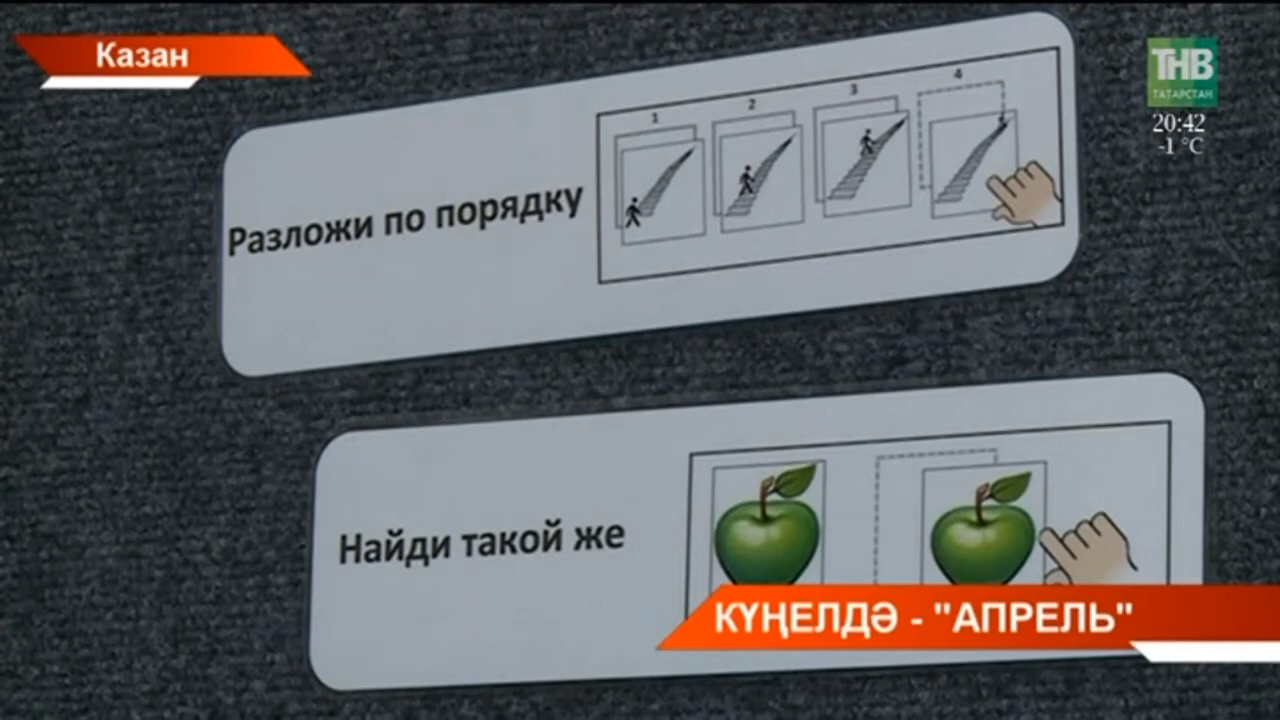 Казан
ТНВ
ТАТАРСТАН
20:42
-1 °C
1 2 3 4
Разложи по порядку
Найди такой же
КҮҢЕЛДӘ - "АПРЕЛЬ"